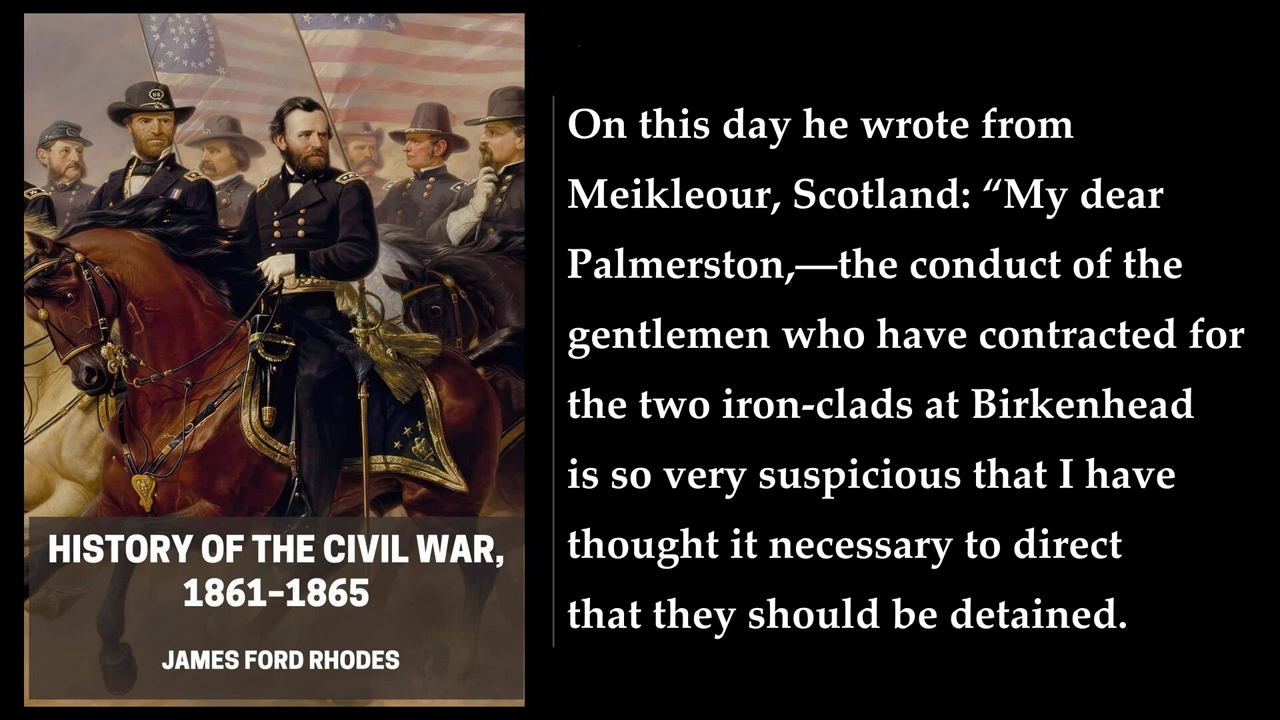 HISTORY OF THE CIVIL WAR,
1861–1865
JAMES FORD RHODES
On this day he wrote from
Meikleour, Scotland: “My dear
Palmerston,—the conduct of the
gentlemen who have contracted for
the two iron-clads at Birkenhead
is so very suspicious that I have
thought it necessary to direct
that they should be detained.